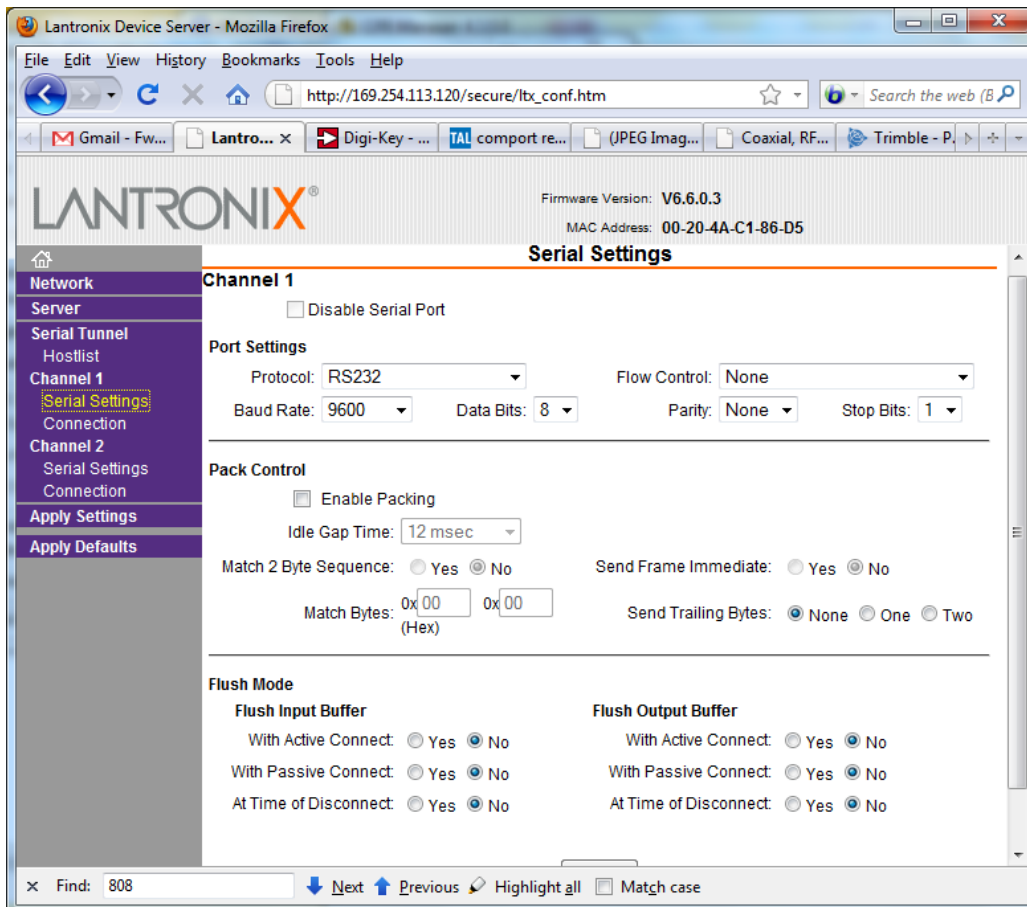 Lantronix Device Server - Mozilla Firefox
File Edit View History Bookmarks Tools Help
http://169.254.113.120/secure/ltx_conf.htm Search the web (B
Gmail - Fw... Lantro... × Digi-Key - ... TAL comport re... (JPEG Imag... Coaxial, RF... Trimble - P.
LANTRONIX®
Firmware Version: V6.6.0.3
MAC Address: 00-20-4A-C1-86-D5
Network
Server
Serial Tunnel
Hostlist
Channel 1
Serial Settings
Connection
Channel 2
Serial Settings
Connection
Apply Settings
Apply Defaults
Serial Settings
Channel 1
Disable Serial Port
Port Settings
Protocol: RS232 Flow Control: None
Baud Rate: 9600 Data Bits: 8 Parity: None Stop Bits: 1
Pack Control
Enable Packing
Idle Gap Time: 12 msec
Match 2 Byte Sequence: Yes No Send Frame Immediate: Yes No
Match Bytes: 0x 00 0x 00 Send Trailing Bytes: None One Two
(Hex)
Flush Mode
Flush Input Buffer Flush Output Buffer
With Active Connect: Yes No With Active Connect: Yes No
With Passive Connect: Yes No With Passive Connect: Yes No
At Time of Disconnect: Yes No At Time of Disconnect: Yes No
× Find: 808 Next Previous Highlight all Match case